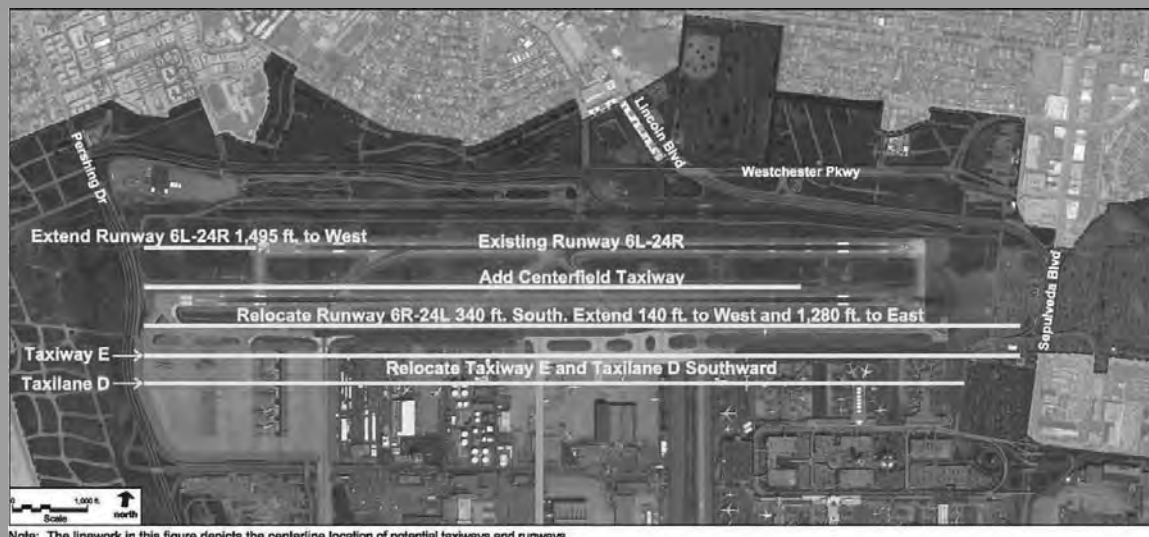 Lincoln Blvd
Pershing Dr
Westchester Pkwy
Extend Runway 6L-24R 1,495 ft. to West
Existing Runway 6L-24R
Sepulveda Blvd
Add Centerfield Taxiway
Relocate Runway 6R-24L 340 ft. South. Extend 140 ft. to West and 1,280 ft. to East
Taxiway E
Relocate Taxiway E and Taxilane D Southward
Taxilane D
0 1,000 ft.
Scale
north
Note: The linework in this figure depicts the centerline location of potential taxiways and runways.